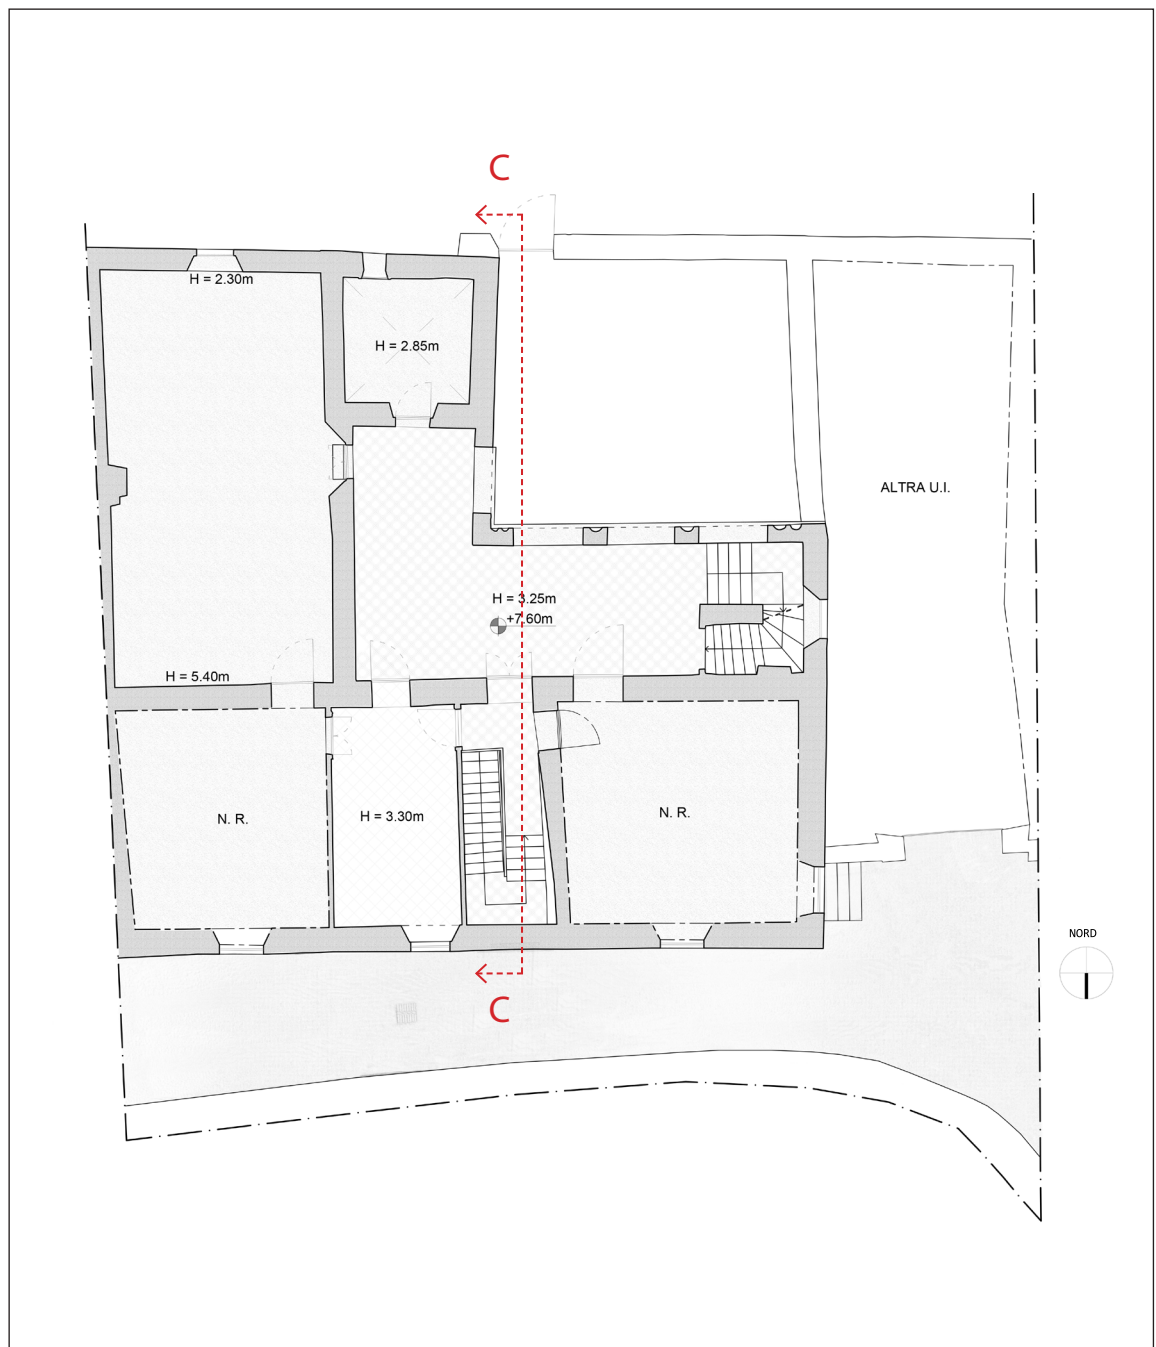 C
H = 2.30m
H = 2.85m
ALTRA U.I.
H = 3.25m
+7.60m
H = 5.40m
N. R.
H = 3.30m
N. R.
NORD
C